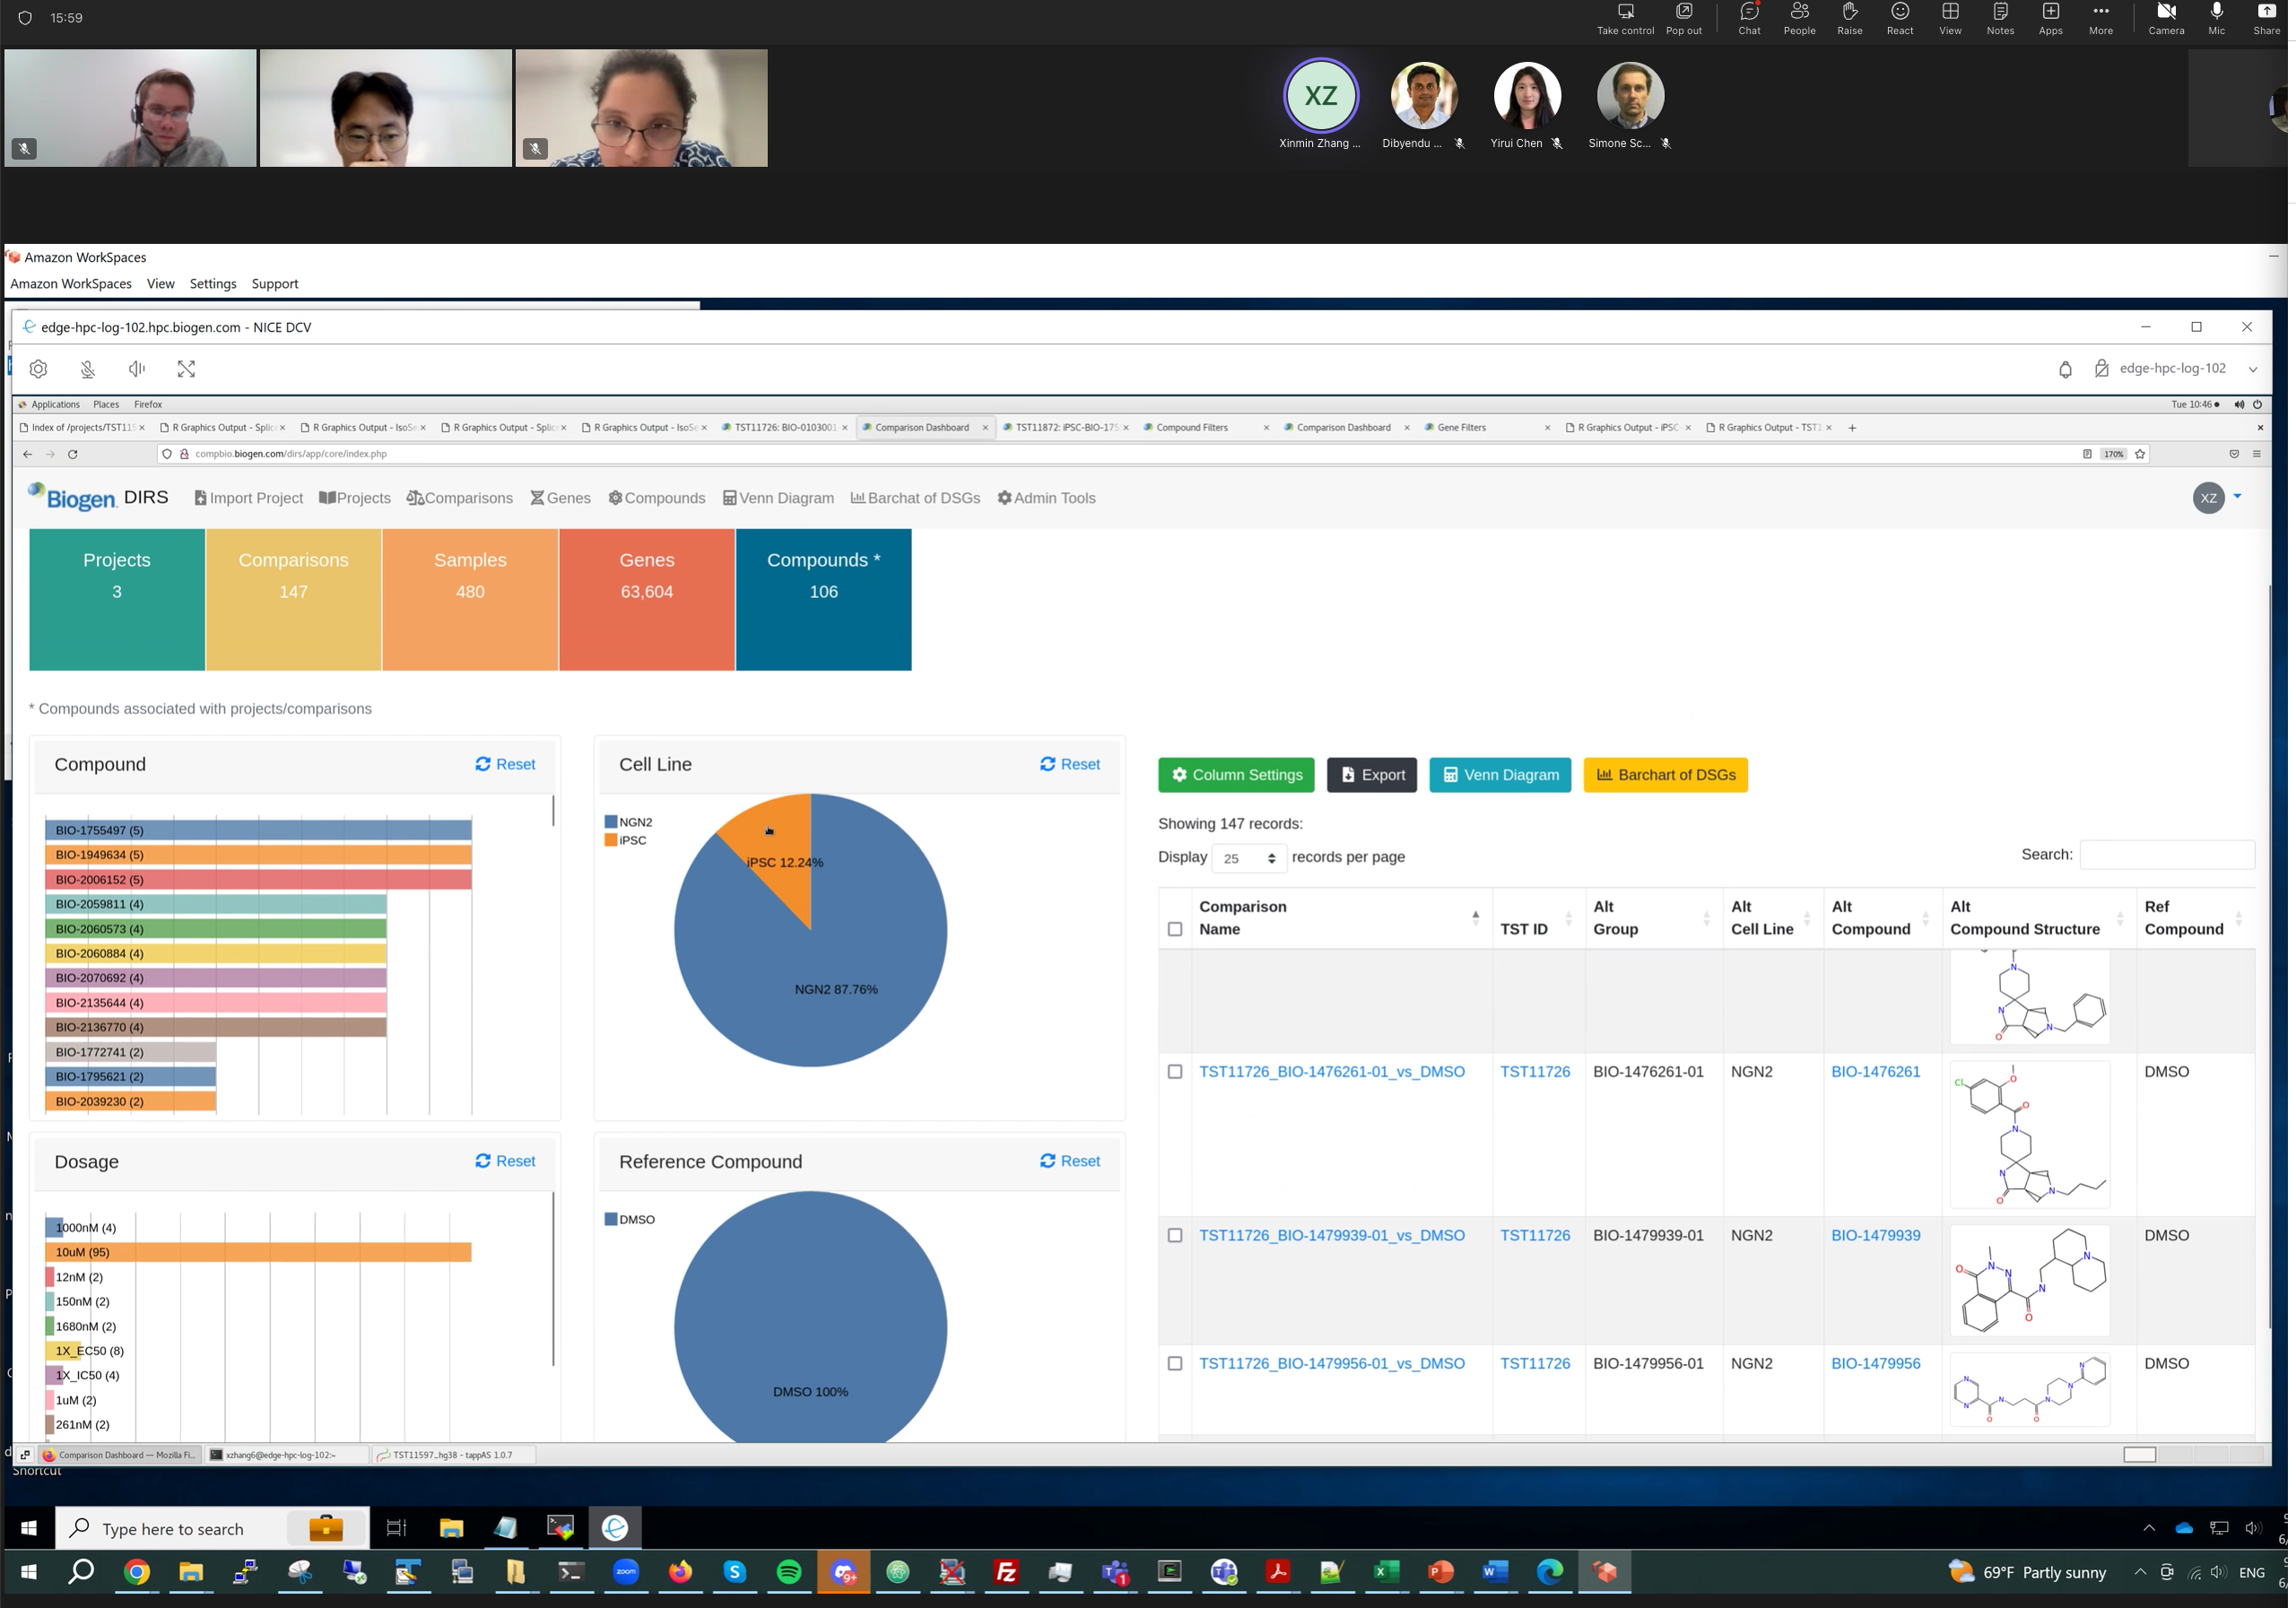 15:59
Take control
Pop out
Chat
People
Raise
React
View
Notes
Apps
More
Camera
Mic
Share
XZ
Xinmin Zhang ...
Dibyendu ...
Yirui Chen
Simone Sc...
Amazon WorkSpaces
Amazon WorkSpaces View Settings Support
edge-hpc-log-102.hpc.biogen.com - NICE DCV
edge-hpc-log-102
Applications Places Firefox
Tue 10:46
Index of /projects/TST115
R Graphics Output - Splic
R Graphics Output - IsoSe
R Graphics Output - Splic
R Graphics Output - IsoSe
TST11726: BIO-0103001
Comparison Dashboard
TST11872: iPSC-BIO-175
Compound Filters
Comparison Dashboard
Gene Filters
R Graphics Output - iPSC-
R Graphics Output - TST1
compbio.biogen.com/dirs/app/core/index.php
170%
Biogen. DIRS
Import Project
Projects
Comparisons
Genes
Compounds
Venn Diagram
Barchat of DSGs
Admin Tools
XZ
Projects
3
Comparisons
147
Samples
480
Genes
63,604
Compounds *
106
* Compounds associated with projects/comparisons
Compound
Reset
BIO-1755497 (5)
BIO-1949634 (5)
BIO-2006152 (5)
BIO-2059811 (4)
BIO-2060573 (4)
BIO-2060884 (4)
BIO-2070692 (4)
BIO-2135644 (4)
BIO-2136770 (4)
BIO-1772741 (2)
BIO-1795621 (2)
BIO-2039230 (2)
Cell Line
Reset
NGN2
iPSC
iPSC 12.24%
NGN2 87.76%
Dosage
Reset
1000nM (4)
10uM (95)
12nM (2)
150nM (2)
1680nM (2)
1X_EC50 (8)
1X_IC50 (4)
1uM (2)
261nM (2)
Reference Compound
Reset
DMSO
DMSO 100%
Column Settings
Export
Venn Diagram
Barchart of DSGs
Showing 147 records:
Display 25 records per page
Search:
Comparison Name
TST ID
Alt Group
Alt Cell Line
Alt Compound
Alt Compound Structure
Ref Compound
N
N
N
O
TST11726_BIO-1476261-01_vs_DMSO TST11726 BIO-1476261-01 NGN2 BIO-1476261 DMSO
Cl
O
O
N
N
N
O
TST11726_BIO-1479939-01_vs_DMSO TST11726 BIO-1479939-01 NGN2 BIO-1479939 DMSO
O
N
N
N
N
O
TST11726_BIO-1479956-01_vs_DMSO TST11726 BIO-1479956-01 NGN2 BIO-1479956 DMSO
N
N
N
O
O
N
N
N
Comparison Dashboard — Mozilla Fi...
xzhang6@edge-hpc-log-102:~
TST11597_hg38 - tappAS 1.0.7
Shortcut
Type here to search
zoom
9+
1
69°F Partly sunny
ENG